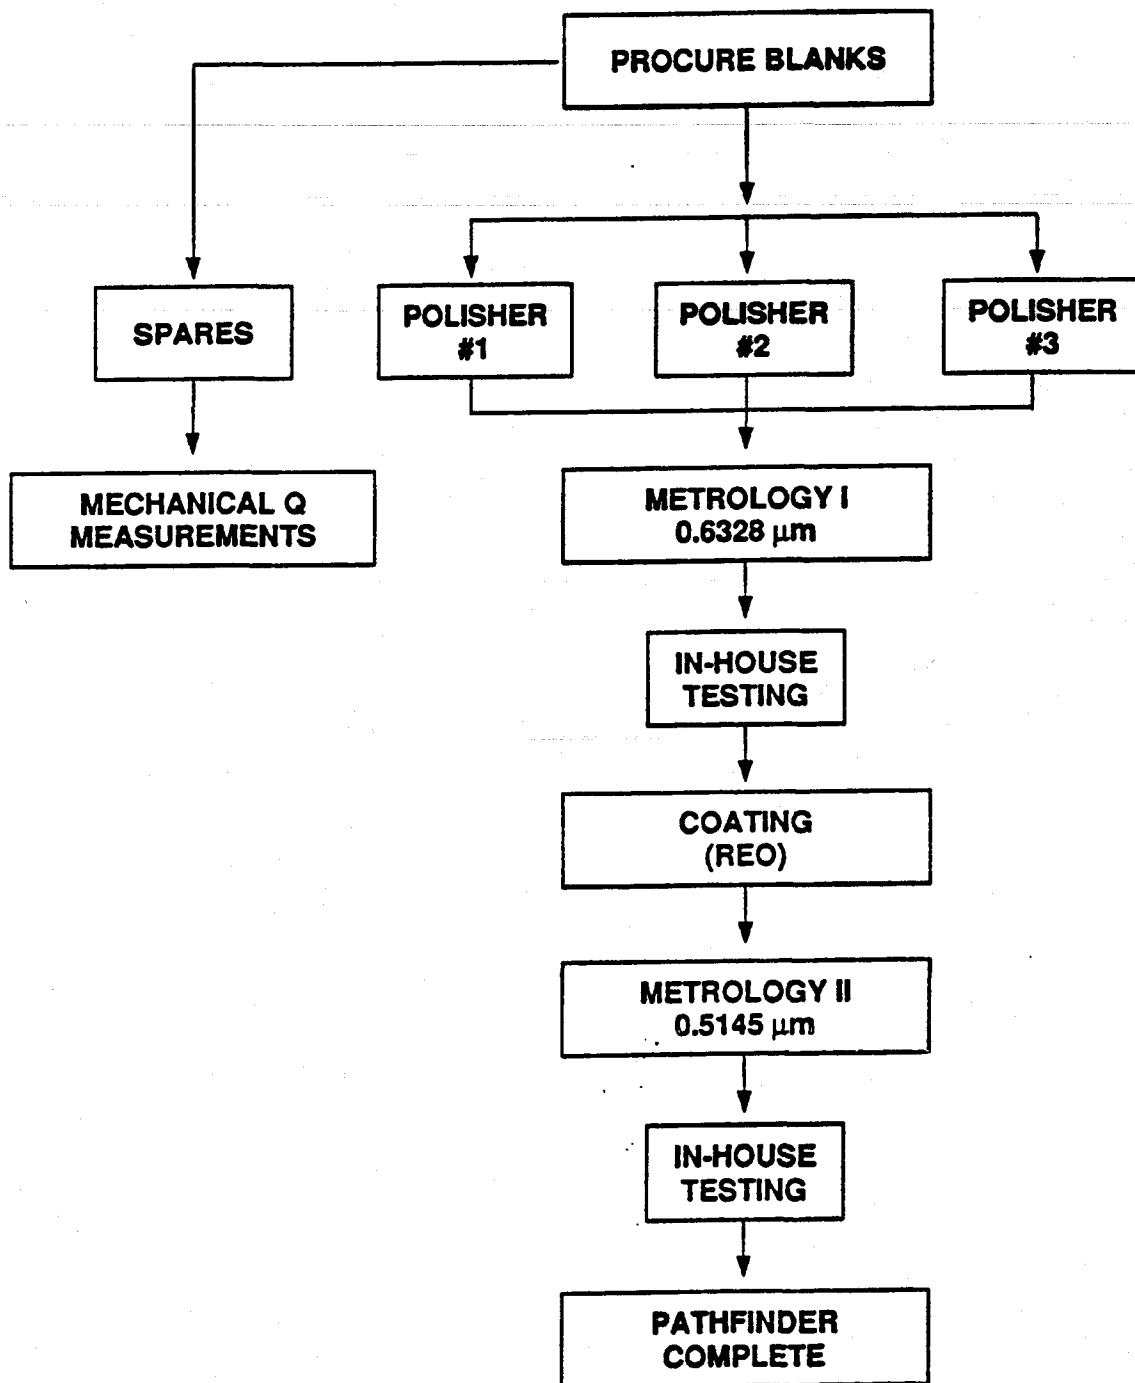 PROCURE BLANKS
SPARES
POLISHER
#1
POLISHER
#2
POLISHER
#3
MECHANICAL Q
MEASUREMENTS
METROLOGY I
0.6328 µm
IN-HOUSE
TESTING
COATING
(REO)
METROLOGY II
0.5145 µm
IN-HOUSE
TESTING
PATHFINDER
COMPLETE